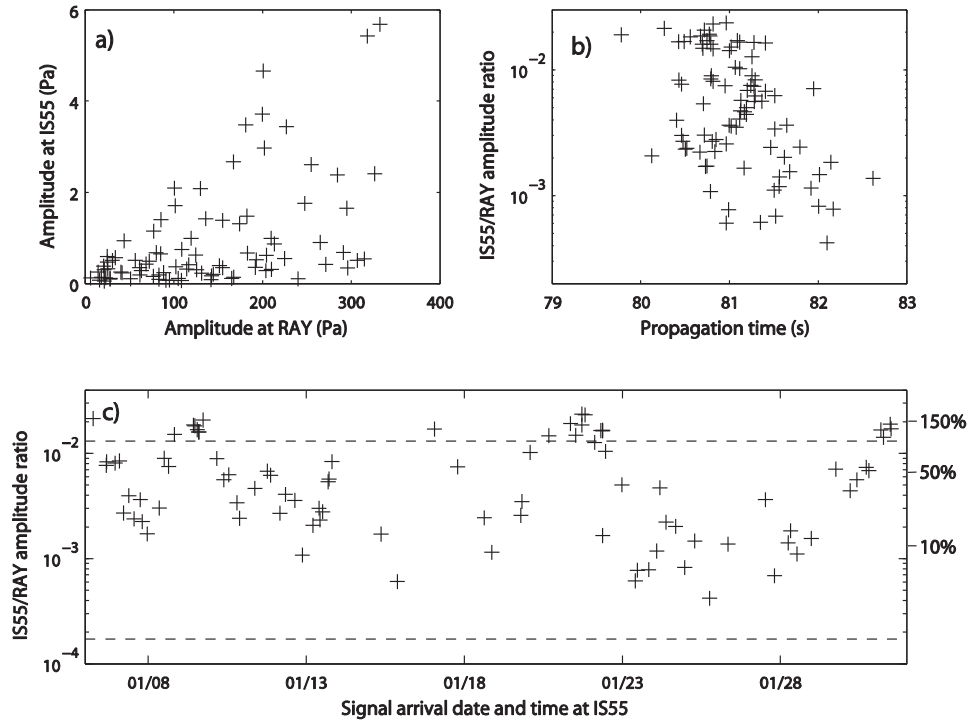 a)
Amplitude at IS55 (Pa)
6
4
2
0
0 100 200 300 400
Amplitude at RAY (Pa)
b)
IS55/RAY amplitude ratio
10⁻²
10⁻³
79 80 81 82 83
Propagation time (s)
c)
IS55/RAY amplitude ratio
10⁻²
10⁻³
10⁻⁴
150%
50%
10%
01/08 01/13 01/18 01/23 01/28
Signal arrival date and time at IS55